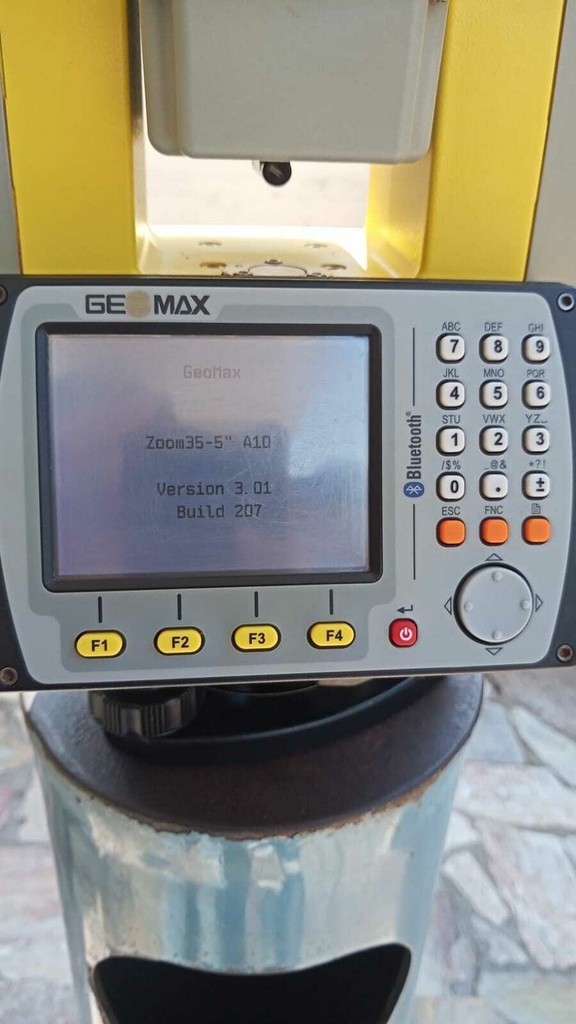 GEOMAX
GeoMax
Zoom35-5" A10
Version 3.01
Build 207
Bluetooth®
ABC DEF GHI
7 8 9
JKL MNO PQR
4 5 6
STU VWX YZ_
1 2 3
/$% _@& *?!
0 . ±
ESC FNC
F1 F2 F3 F4